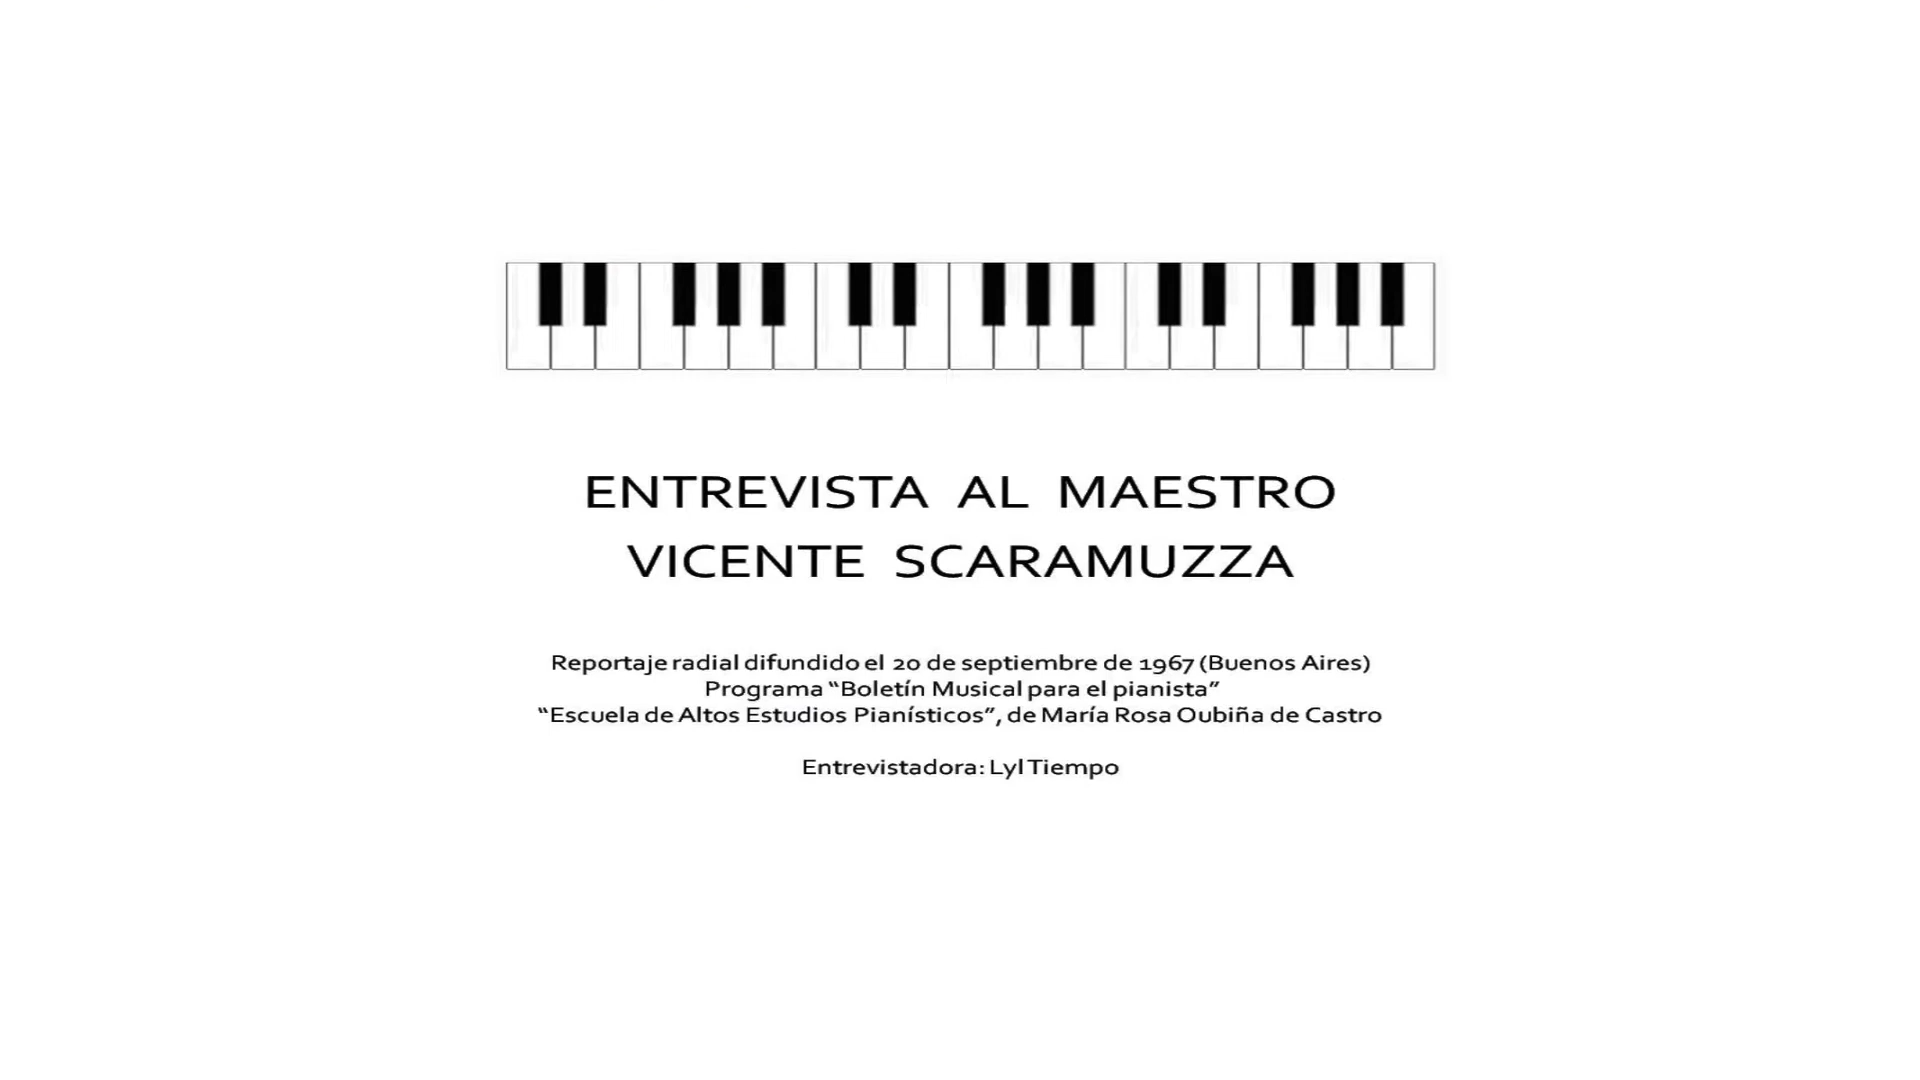 ENTREVISTA AL MAESTRO
VICENTE SCARAMUZZA
Reportaje radial difundido el 20 de septiembre de 1967 (Buenos Aires)
Programa “Boletín Musical para el pianista”
“Escuela de Altos Estudios Pianísticos”, de María Rosa Oubiña de Castro
Entrevistadora: Lyl Tiempo